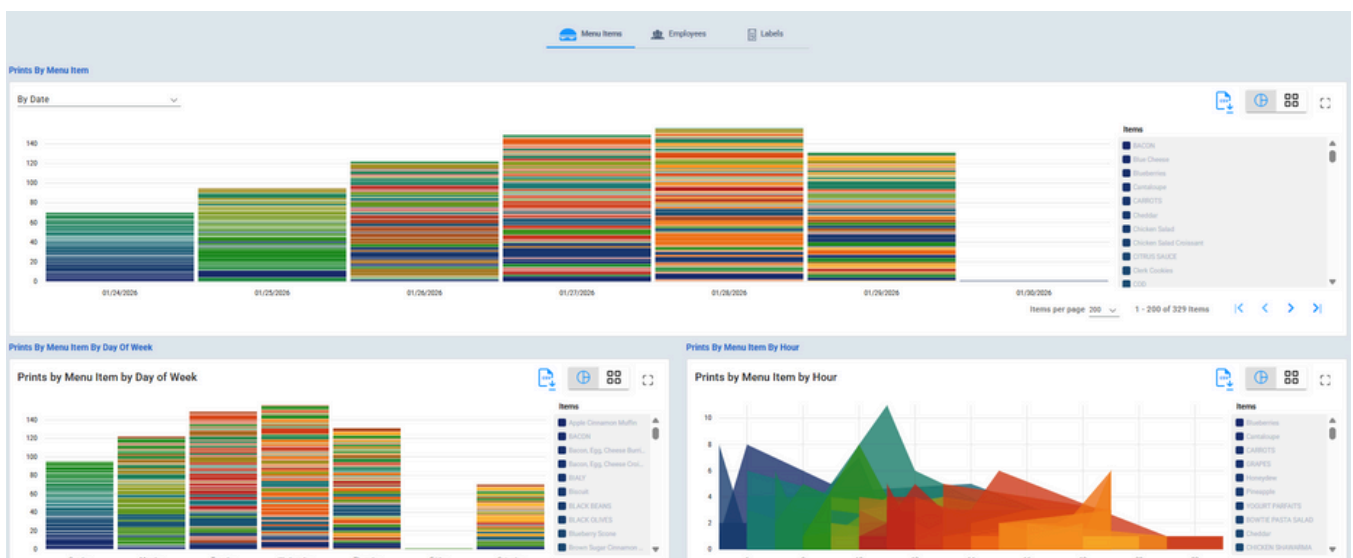 Menu Items
Employees
Labels
Prints By Menu Item
By Date
Items
140
120
100
80
60
40
20
0
BACON
Blue Cheese
Blueberries
Cantaloupe
CARROTS
Cheddar
Chicken Salad
Chicken Salad Croissant
CITRUS SAUCE
Clerk Cookies
COD
01/24/2026
01/25/2026
01/26/2026
01/27/2026
01/28/2026
01/29/2026
01/30/2026
Items per page 200
1 - 200 of 329 Items
Prints By Menu Item By Day Of Week
Prints by Menu Item by Day of Week
Items
140
120
100
80
60
40
20
0
Apple Cinnamon Muffin
BACON
Bacon, Egg, Cheese Burri...
Bacon, Egg, Cheese Croi...
BIALY
Biscuit
BLACK BEANS
BLACK OLIVES
Blueberry Scone
Brown Sugar Cinnamon ...
Prints By Menu Item By Hour
Prints by Menu Item by Hour
Items
10
8
6
4
2
0
Blueberries
Cantaloupe
CARROTS
GRAPES
Honeydew
Pineapple
YOGURT PARFAITS
BOWTIE PASTA SALAD
Cheddar
CHICKEN SHAWARMA